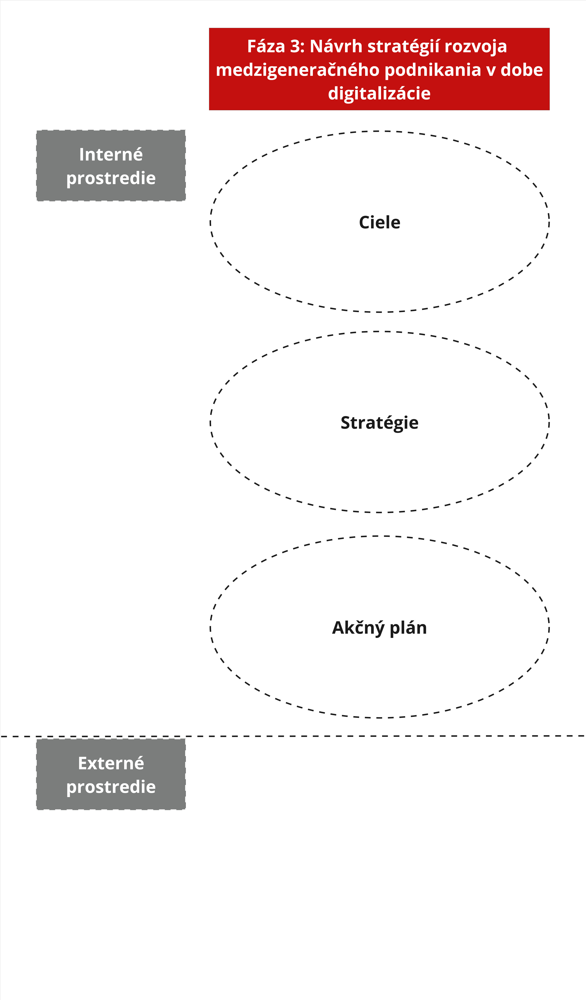 Fáza 3: Návrh stratégií rozvoja
medzigeneračného podnikania v dobe
digitalizácie
Interné
prostredie
Ciele
Stratégie
Akčný plán
Externé
prostredie